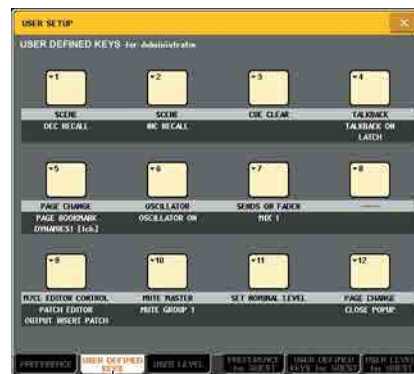 USER SETUP
USER DEFINED KEYS for Administrator
1
2
3
4
SCENE
SCENE
CUE CLEAR
TALKBACK
DEC RECALL
INC RECALL
TALKBACK ON
LATCH
5
6
7
8
PAGE CHANGE
OSCILLATOR
SENDS ON FADER
-----
PAGE BOOKMARK
OSCILLATOR ON
MIX 1
DYNAMICS1 [1ch]
9
10
11
12
M7CL EDITOR CONTROL
MUTE MASTER
SET NOMINAL LEVEL
PAGE CHANGE
PATCH EDITOR
MUTE GROUP 1
CLOSE POPUP
OUTPUT INSERT PATCH
PREFERENCE
USER DEFINED
KEYS
USER LEVEL
PREFERENCE
for GUEST
USER DEFINED
KEYS for GUEST
USER LEVEL
for GUEST